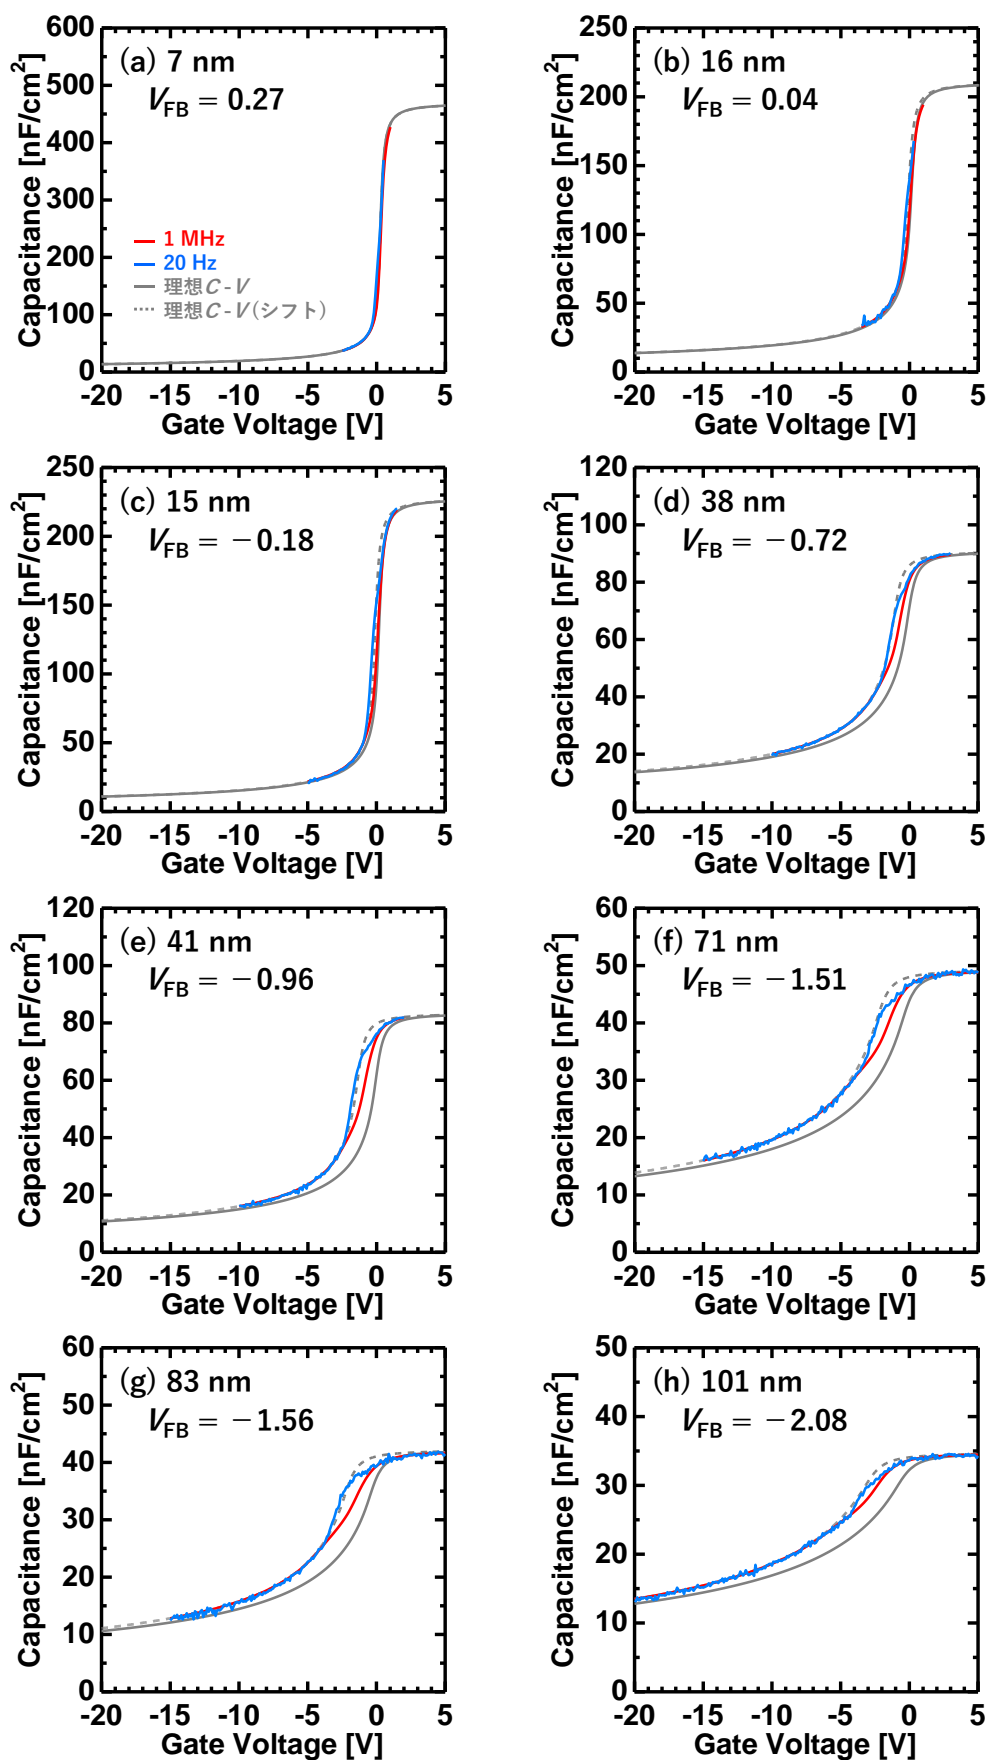 (a) 7 nm
V_FB = 0.27
1 MHz
20 Hz
理想C - V
理想C - V (シフト)
600
500
400
300
200
100
0
-20 -15 -10 -5 0 5
Gate Voltage [V]
Capacitance [nF/cm²]
(b) 16 nm
V_FB = 0.04
250
200
150
100
50
0
-20 -15 -10 -5 0 5
Gate Voltage [V]
Capacitance [nF/cm²]
(c) 15 nm
V_FB = −0.18
250
200
150
100
50
0
-20 -15 -10 -5 0 5
Gate Voltage [V]
Capacitance [nF/cm²]
(d) 38 nm
V_FB = −0.72
120
100
80
60
40
20
0
-20 -15 -10 -5 0 5
Gate Voltage [V]
Capacitance [nF/cm²]
(e) 41 nm
V_FB = −0.96
120
100
80
60
40
20
0
-20 -15 -10 -5 0 5
Gate Voltage [V]
Capacitance [nF/cm²]
(f) 71 nm
V_FB = −1.51
60
50
40
30
20
10
0
-20 -15 -10 -5 0 5
Gate Voltage [V]
Capacitance [nF/cm²]
(g) 83 nm
V_FB = −1.56
60
50
40
30
20
10
0
-20 -15 -10 -5 0 5
Gate Voltage [V]
Capacitance [nF/cm²]
(h) 101 nm
V_FB = −2.08
50
40
30
20
10
0
-20 -15 -10 -5 0 5
Gate Voltage [V]
Capacitance [nF/cm²]